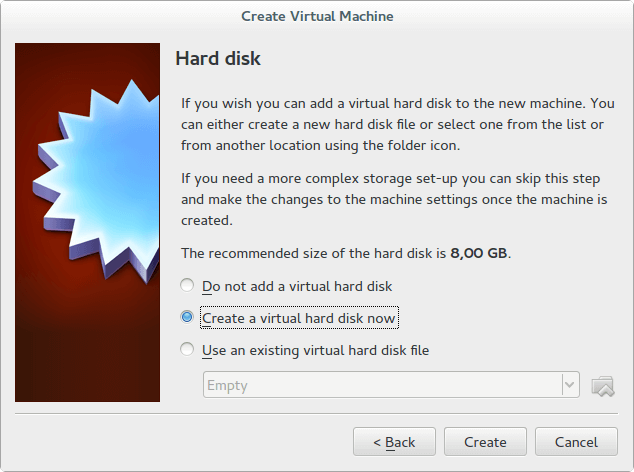 Create Virtual Machine
Hard disk
If you wish you can add a virtual hard disk to the new machine. You
can either create a new hard disk file or select one from the list or
from another location using the folder icon.
If you need a more complex storage set-up you can skip this step
and make the changes to the machine settings once the machine is
created.
The recommended size of the hard disk is 8,00 GB.
Do not add a virtual hard disk
Create a virtual hard disk now
Use an existing virtual hard disk file
Empty
< Back
Create
Cancel